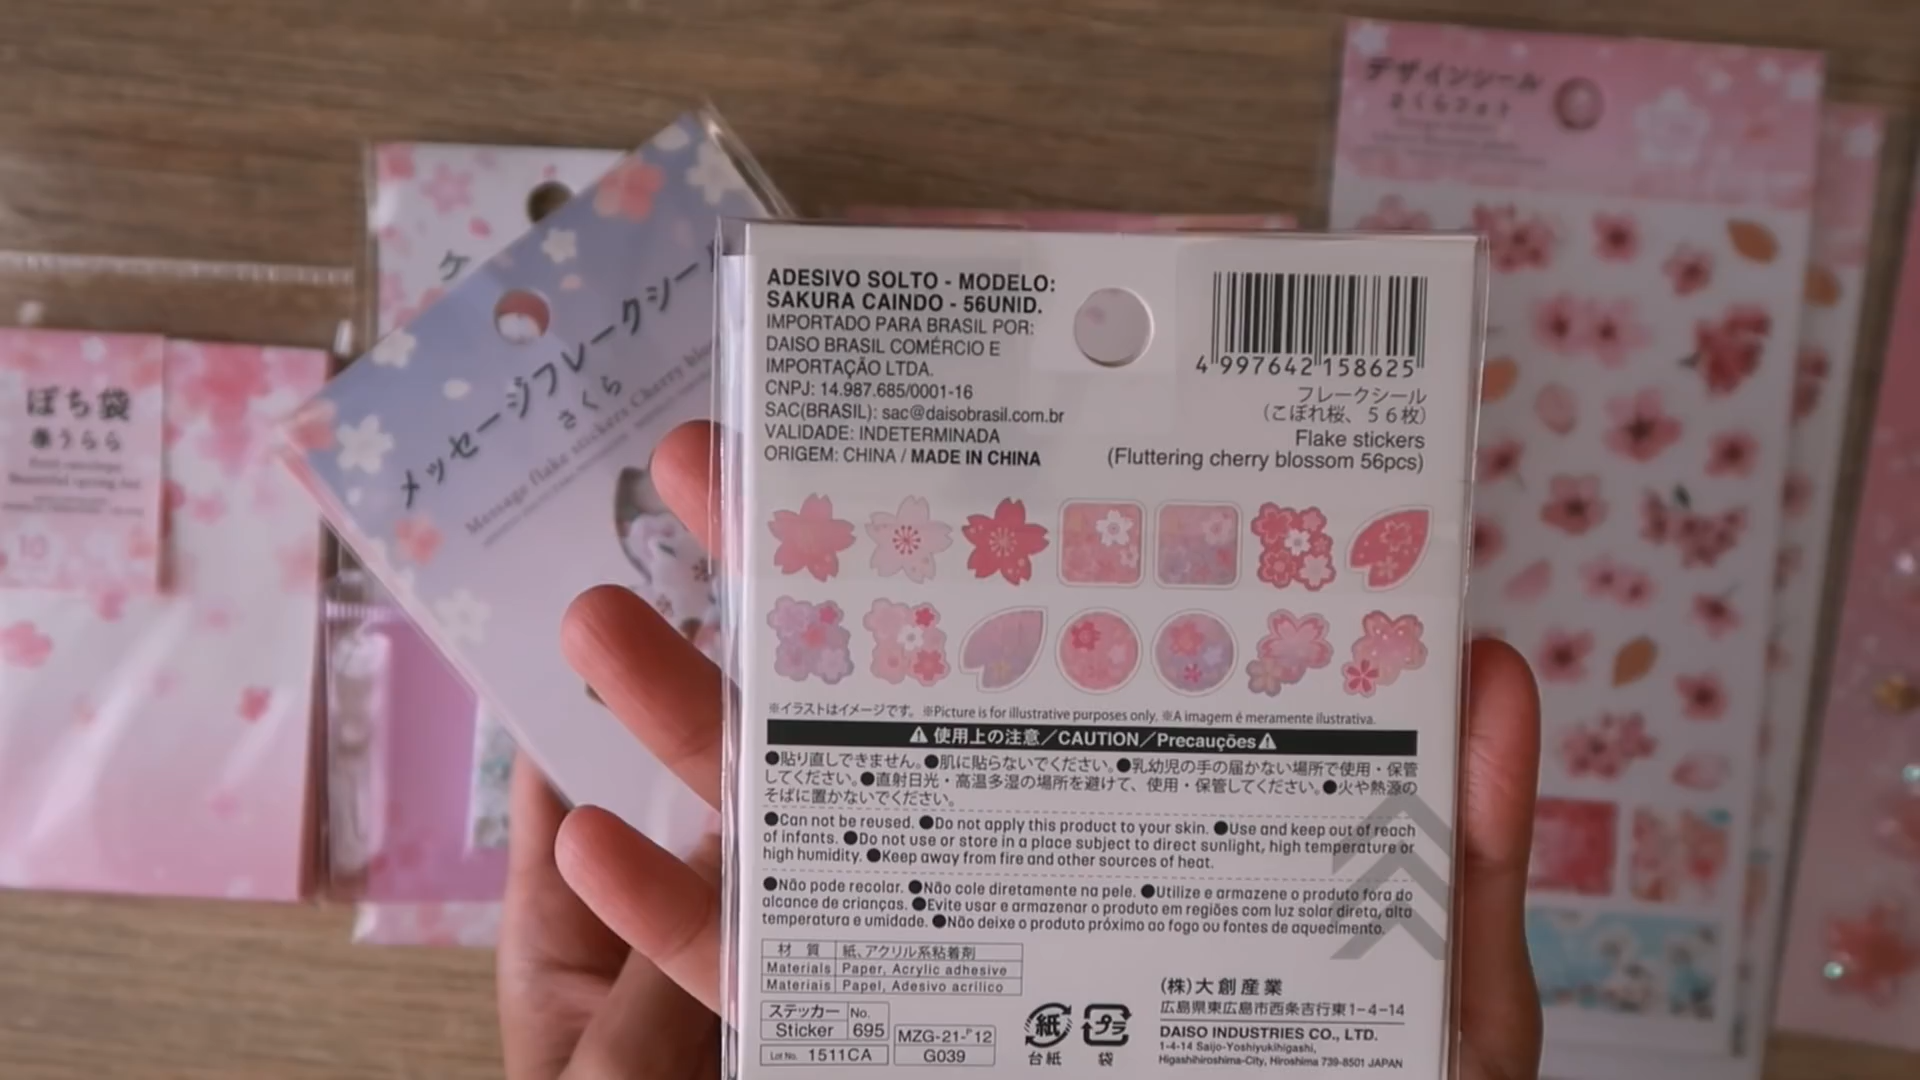 デザインシール
さくらフォト
ぽち袋
春うらら
10
メッセージフレークシール
さくら
Message flake stickers Cherry
ADESIVO SOLTO - MODELO:
SAKURA CAINDO - 56UNID.
IMPORTADO PARA BRASIL POR:
DAISO BRASIL COMÉRCIO E
IMPORTAÇÃO LTDA.
CNPJ: 14.987.685/0001-16
SAC(BRASIL): sac@daisobrasil.com.br
VALIDADE: INDETERMINADA
ORIGEM: CHINA / MADE IN CHINA
4 997642 158625
フレークシール
(こぼれ桜、56枚)
Flake stickers
(Fluttering cherry blossom 56pcs)
※イラストはイメージです。 ※Picture is for illustrative purposes only. ※A imagem é meramente ilustrativa.
⚠ 使用上の注意／CAUTION／Precauções⚠
●貼り直しできません。●肌に貼らないでください。●乳幼児の手の届かない場所で使用・保管
してください。●直射日光・高温多湿の場所を避けて、使用・保管してください。●火や熱源の
そばに置かないでください。
●Can not be reused. ●Do not apply this product to your skin. ●Use and keep out of reach
of infants. ●Do not use or store in a place subject to direct sunlight, high temperature or
high humidity. ●Keep away from fire and other sources of heat.
●Não pode recolar. ●Não cole diretamente na pele. ●Utilize e armazene o produto fora do
alcance de crianças. ●Evite usar e armazenar o produto em regiões com luz solar direta, alta
temperatura e umidade. ●Não deixe o produto próximo ao fogo ou fontes de aquecimento.
材 質 紙、アクリル系粘着剤
Materials Paper, Acrylic adhesive
Materiais Papel, Adesivo acrílico
ステッカー No.
Sticker 695
Lot No. 1511CA
MZG-21-P12
G039
紙
台紙
プラ
袋
(株)大創産業
広島県東広島市西条吉行東1-4-14
DAISO INDUSTRIES CO., LTD.
1-4-14 Saijo-Yoshiyukihigashi,
Higashihiroshima-City, Hiroshima 739-8501 JAPAN